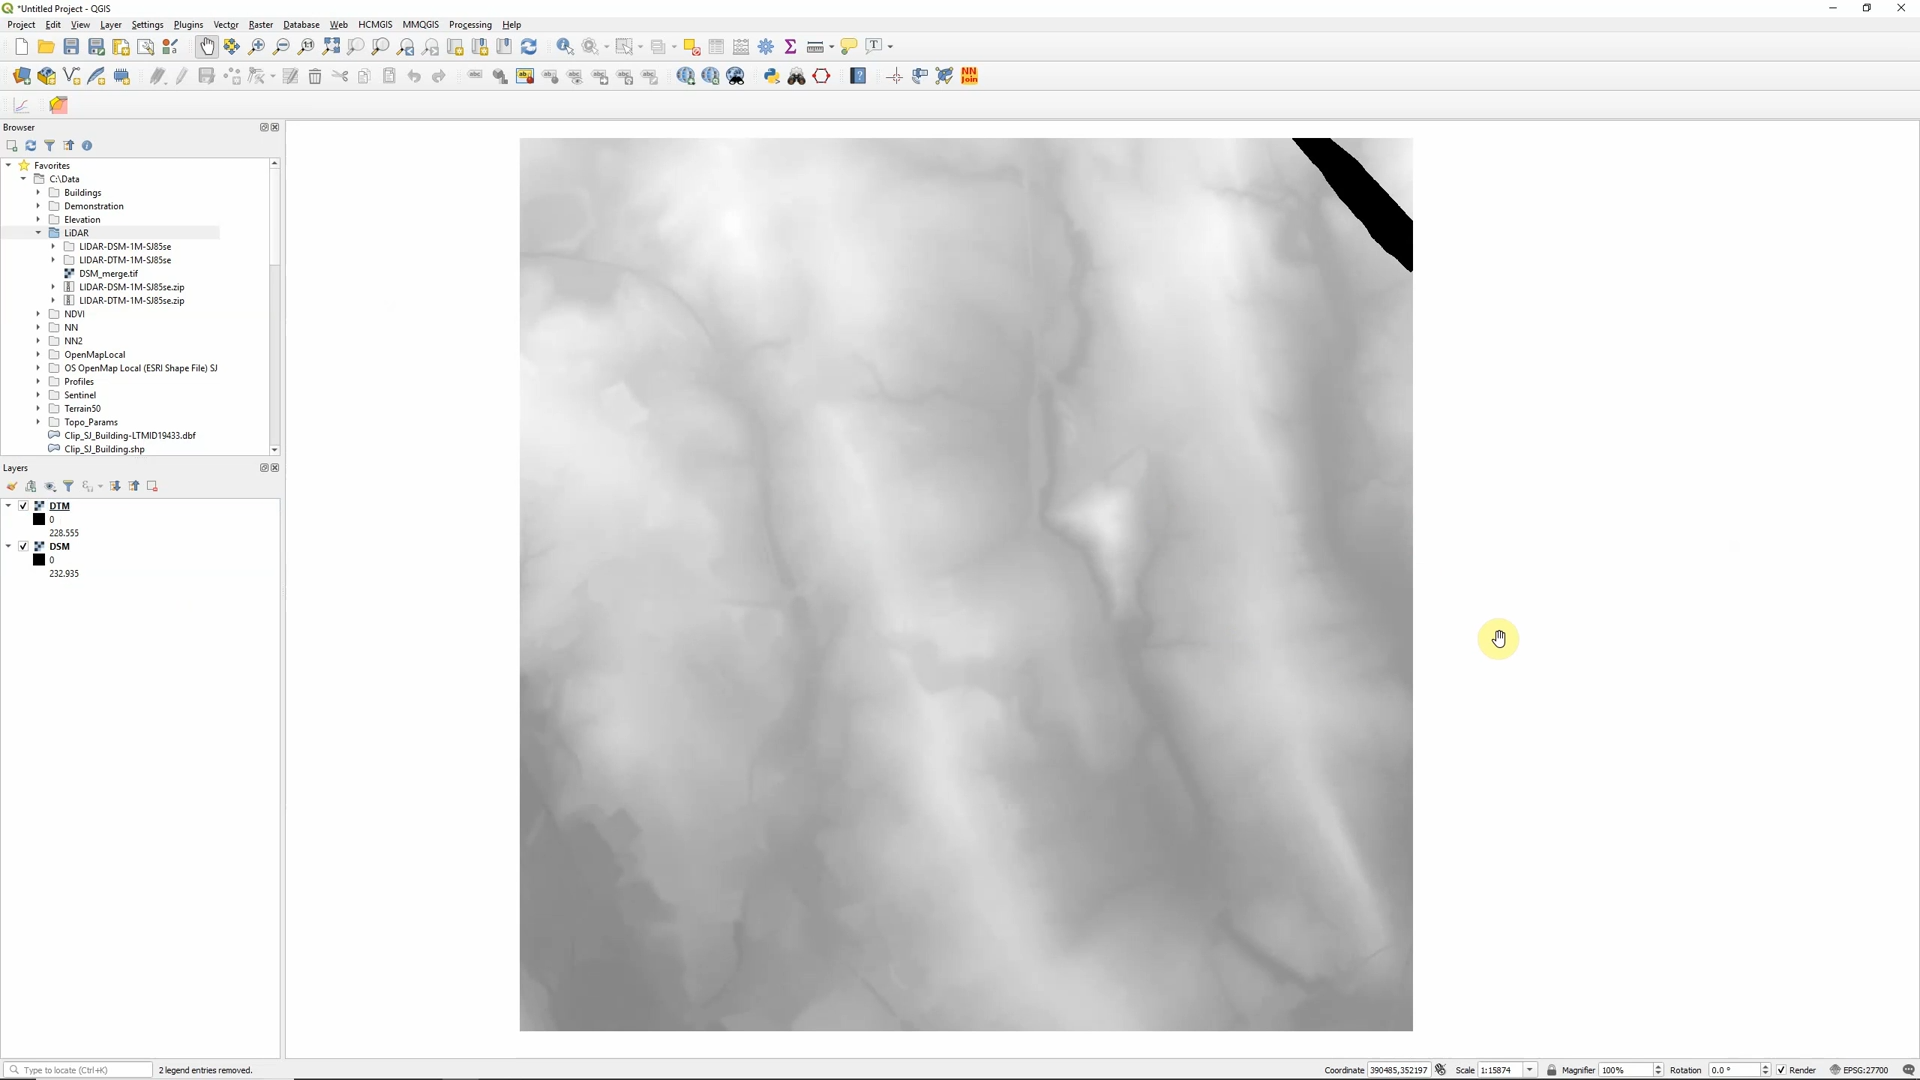 *Untitled Project - QGIS
Project Edit View Layer Settings Plugins Vector Raster Database Web HCMGIS MMQGIS Processing Help
NN Join
Browser
Favorites
C:\Data
Buildings
Demonstration
Elevation
LiDAR
LIDAR-DSM-1M-SJ85se
LIDAR-DTM-1M-SJ85se
DSM_merge.tif
LIDAR-DSM-1M-SJ85se.zip
LIDAR-DTM-1M-SJ85se.zip
NDVI
NN
NN2
OpenMapLocal
OS OpenMap Local (ESRI Shape File) SJ
Profiles
Sentinel
Terrain50
Topo_Params
Clip_SJ_Building-LTMID19433.dbf
Clip_SJ_Building.shp
Layers
DTM
0
228.555
DSM
0
232.935
Type to locate (Ctrl+K) 2 legend entries removed. Coordinate 390485,352197 Scale 1:15874 Magnifier 100% Rotation 0.0 ° Render EPSG:27700